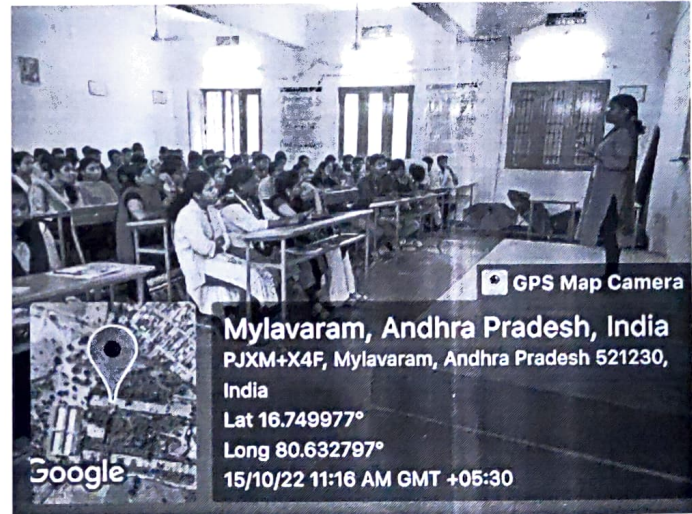 GPS Map Camera
Mylavaram, Andhra Pradesh, India
PJXM+X4F, Mylavaram, Andhra Pradesh 521230,
India
Lat 16.749977°
Long 80.632797°
15/10/22 11:16 AM GMT +05:30
Google